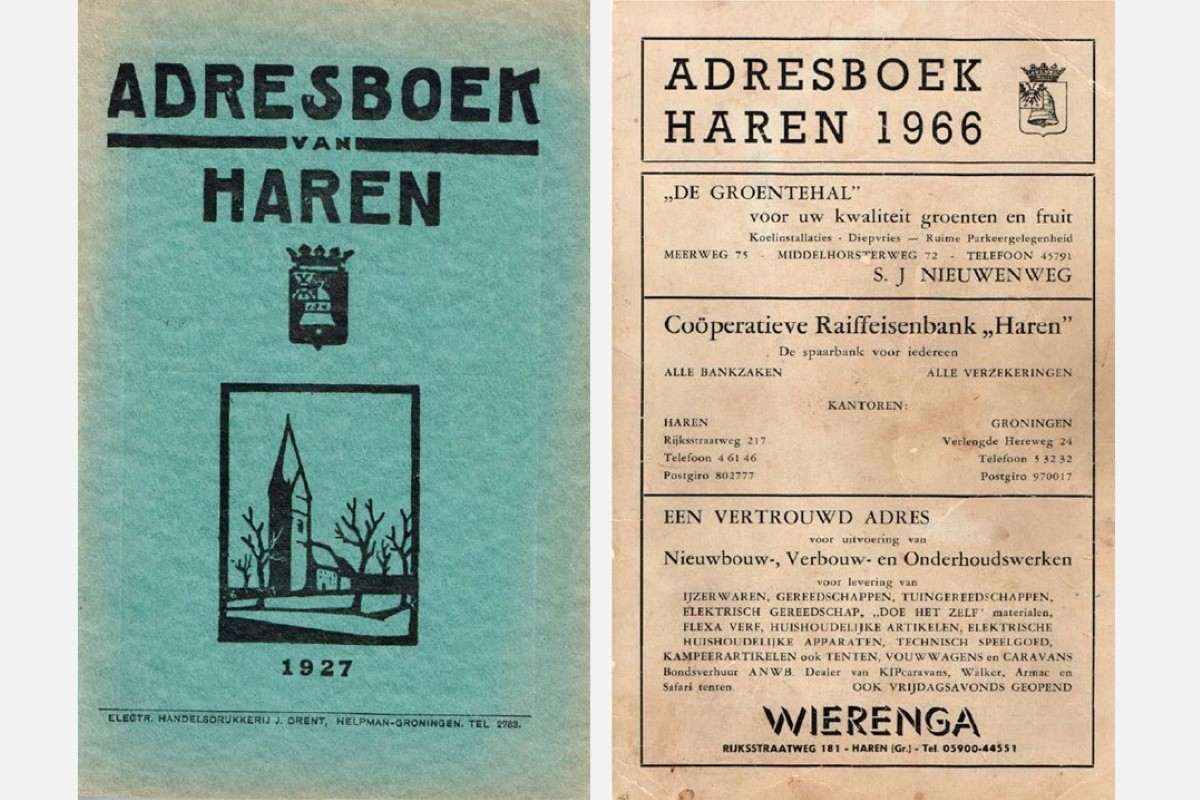 ADRESBOEK
VAN
HAREN
1927
ELECTR. HANDELSDRUKKERIJ J. DRENT, HELPMAN-GRONINGEN. TEL 2783.
ADRESBOEK
HAREN 1966
„DE GROENTEHAL”
voor uw kwaliteit groenten en fruit
Koelinstallaties - Diepvries — Ruime Parkeergelegenheid
MEERWEG 75 - MIDDELHORSTERWEG 72 - TELEFOON 45791
S. J NIEUWENWEG
Coöperatieve Raiffeisenbank „Haren”
De spaarbank voor iedereen
ALLE BANKZAKEN ALLE VERZEKERINGEN
KANTOREN:
HAREN GRONINGEN
Rijksstraatweg 217 Verlengde Hereweg 24
Telefoon 4 61 46 Telefoon 5 32 32
Postgiro 802777 Postgiro 970017
EEN VERTROUWD ADRES
voor uitvoering van
Nieuwbouw-, Verbouw- en Onderhoudswerken
voor levering van
IJZERWAREN, GEREEDSCHAPPEN, TUINGEREEDSCHAPPEN,
ELEKTRISCH GEREEDSCHAP, „DOE HET ZELF' materialen,
FLEXA VERF, HUISHOUDELIJKE ARTIKELEN, ELEKTRISCHE
HUISHOUDELIJKE APPARATEN, TECHNISCH SPEELGOED,
KAMPEERARTIKELEN ook TENTEN, VOUWWAGENS en CARAVANS
Bondsverhuur ANWB. Dealer van KIPcaravans, Walker, Armac en
Safari tenten OOK VRIJDAGSAVONDS GEOPEND
WIERENGA
RIJKSSTRAATWEG 181 - HAREN (Gr.) - Tel. 05900-44551